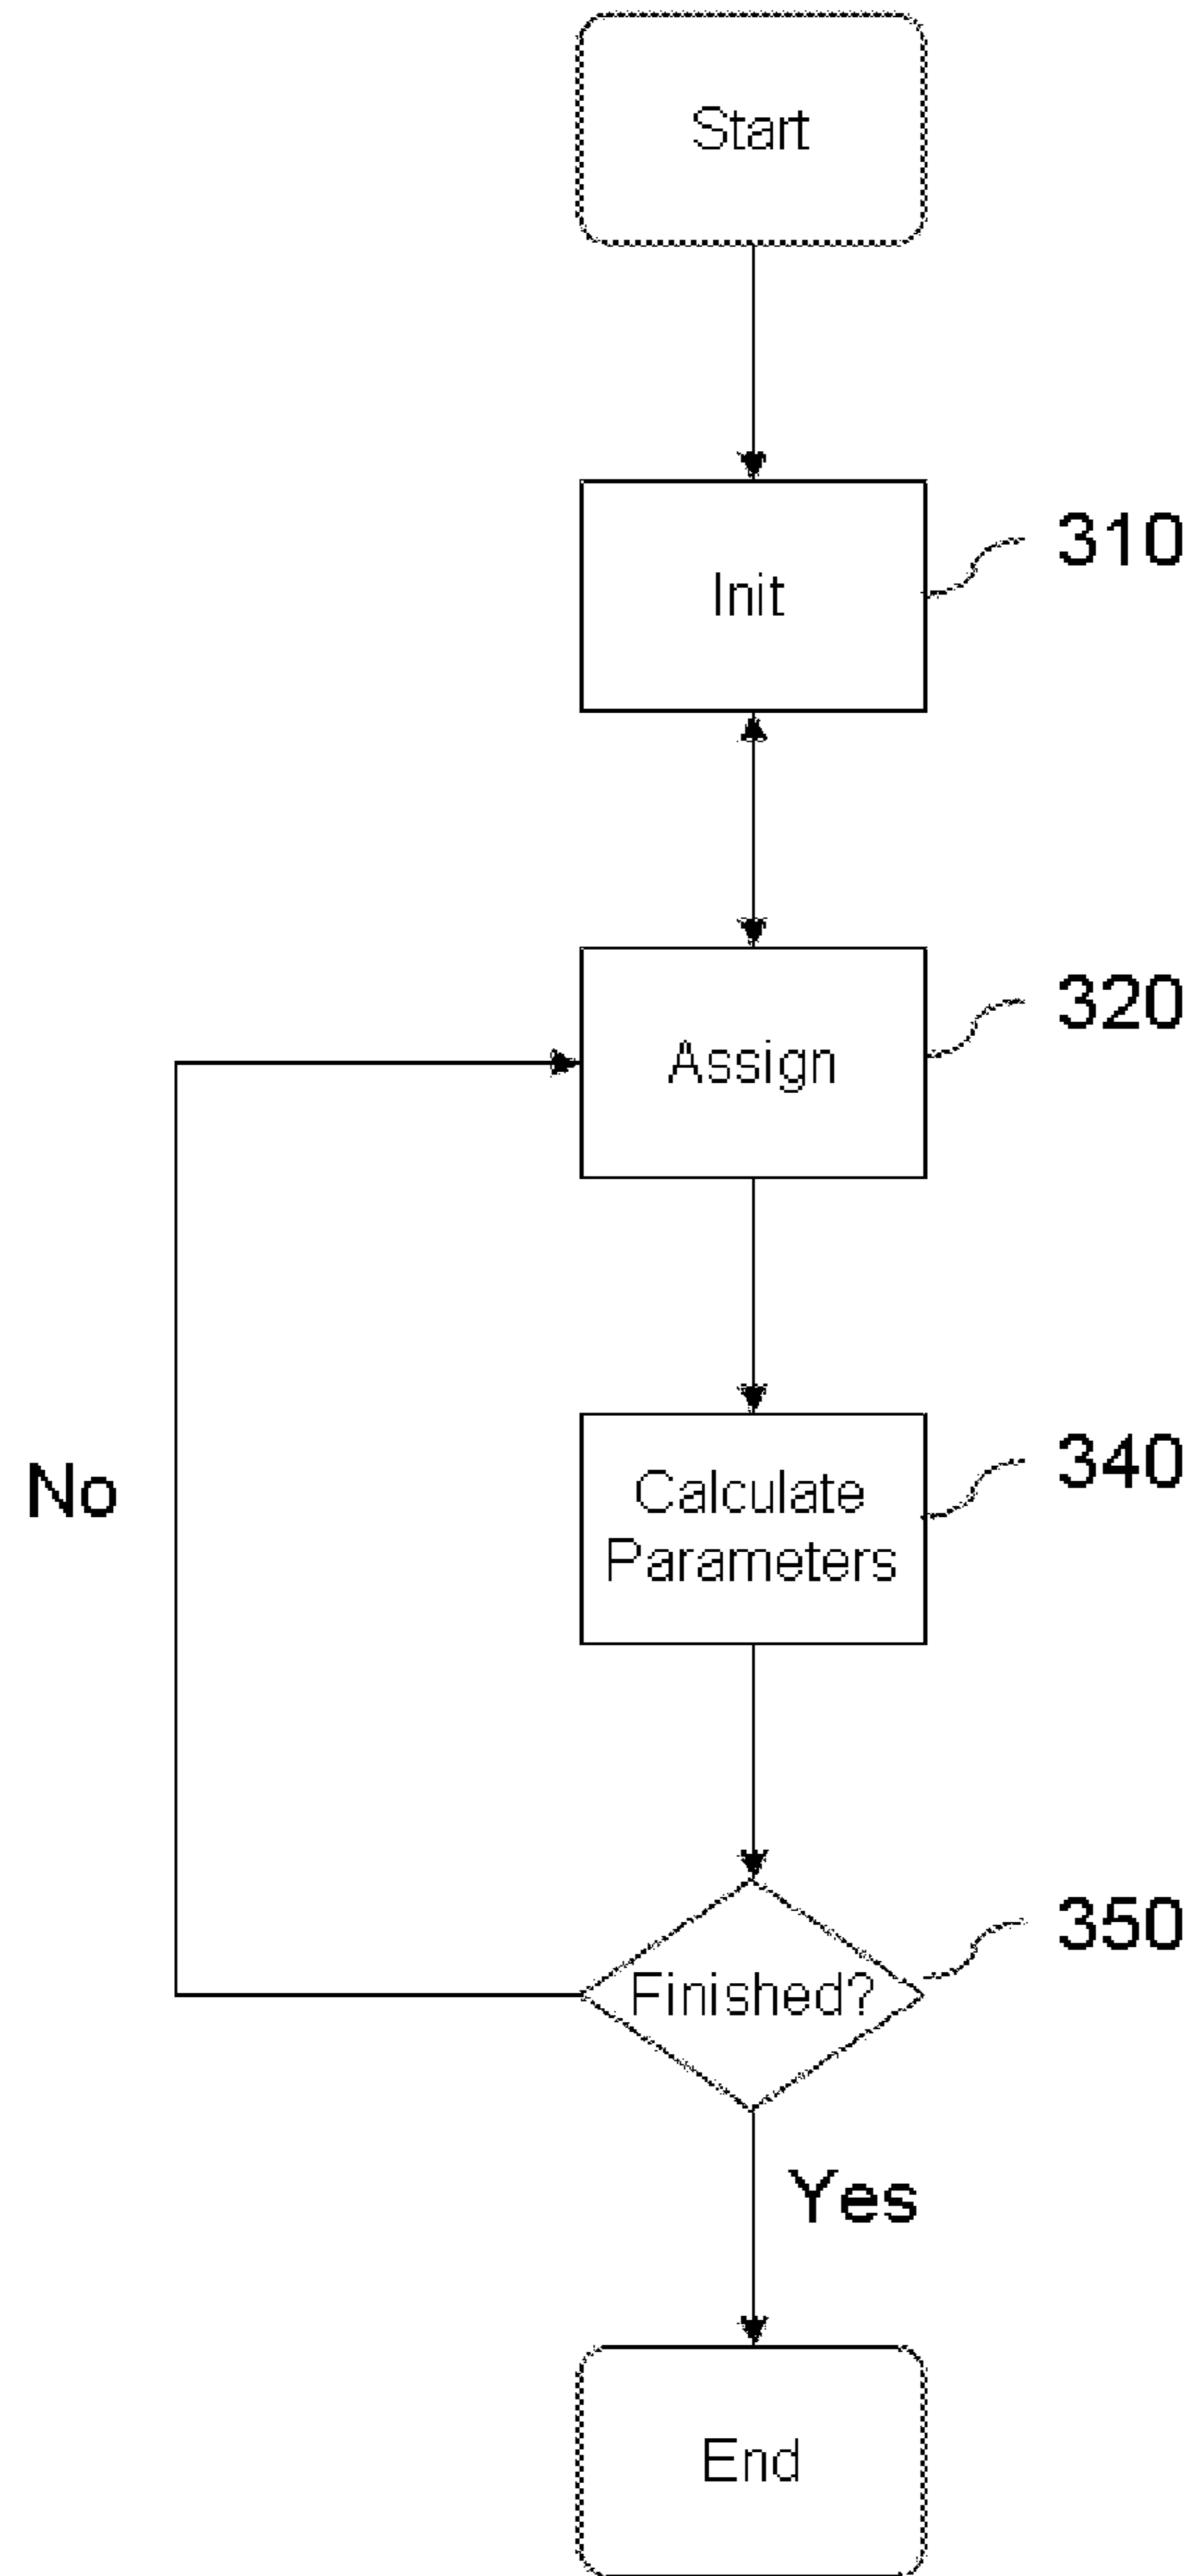 Start
Init
310
Assign
320
Calculate
Parameters
340
No
Finished?
350
Yes
End